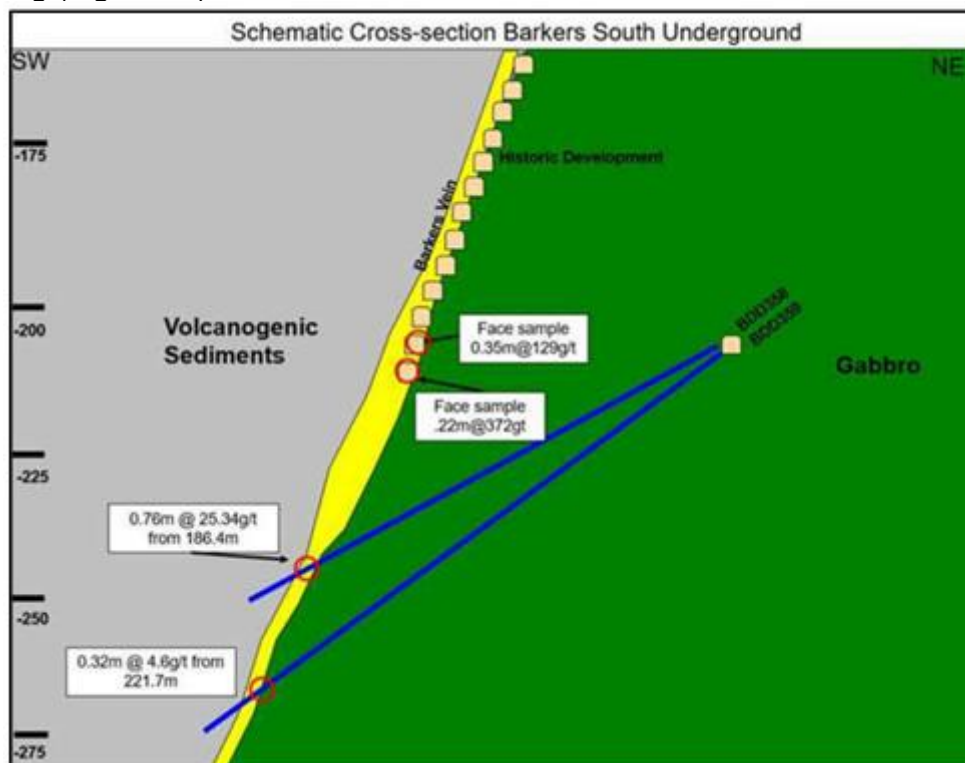 Schematic Cross-section Barkers South Underground
SW
NE
-175
Historic Development
Barkers Vein
-200
Volcanogenic
Sediments
Face sample
0.35m@129g/t
BDD358
BDD359
Gabbro
Face sample
.22m@372gt
-225
0.76m @ 25.34g/t
from 186.4m
-250
0.32m @ 4.6g/t from
221.7m
-275